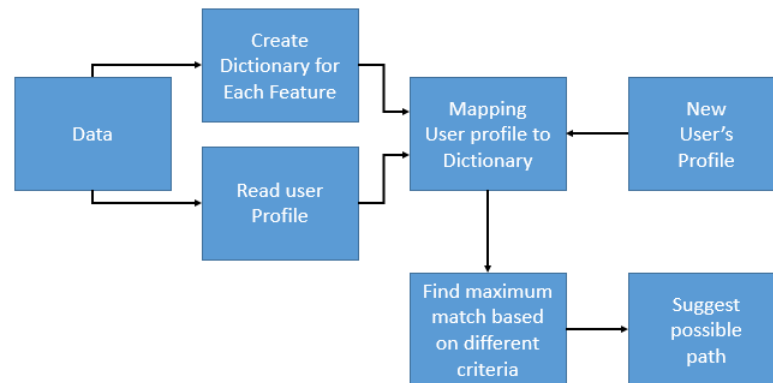 Create
Dictionary for
Each Feature
Data
Mapping
User profile to
Dictionary
New
User's
Profile
Read user
Profile
Find maximum
match based
on different
criteria
Suggest
possible
path